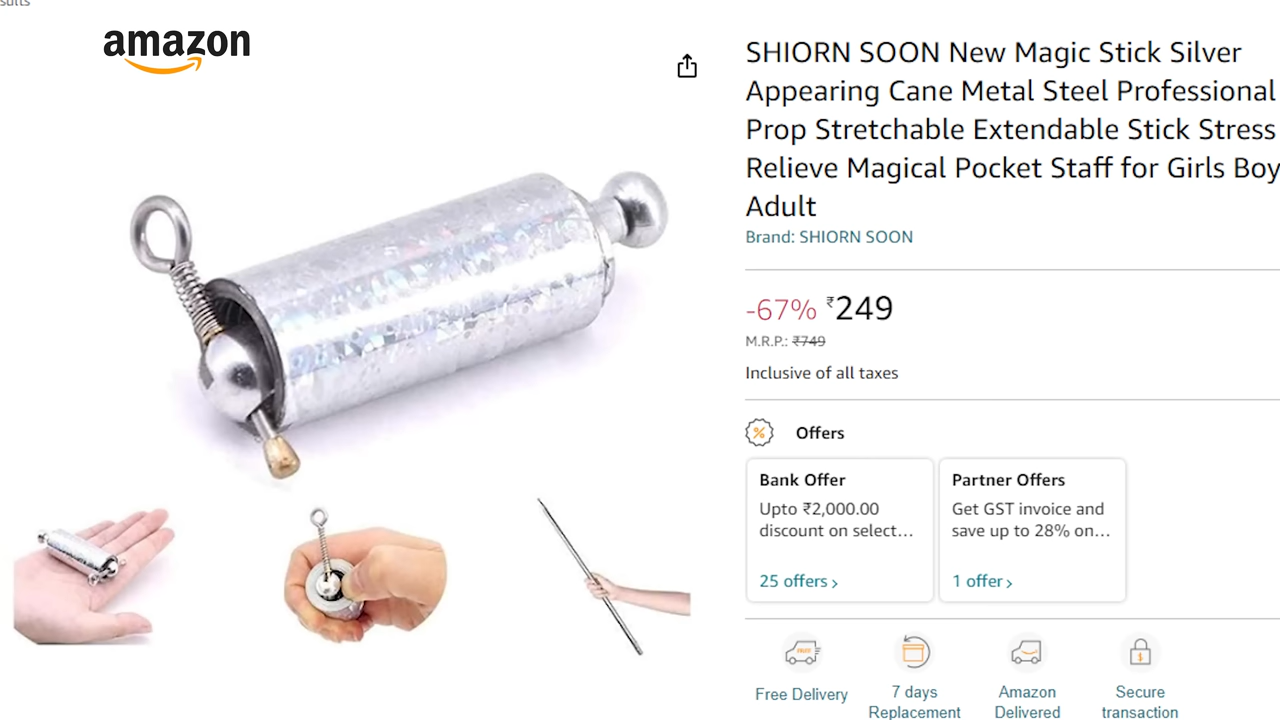 sults
amazon
SHIORN SOON New Magic Stick Silver
Appearing Cane Metal Steel Professional
Prop Stretchable Extendable Stick Stress
Relieve Magical Pocket Staff for Girls Boy
Adult
Brand: SHIORN SOON
-67% ₹249
M.R.P.: ₹749
Inclusive of all taxes
% Offers
Bank Offer
Upto ₹2,000.00
discount on select...
25 offers ›
Partner Offers
Get GST invoice and
save up to 28% on...
1 offer ›
FREE
Free Delivery
7 days
Replacement
Amazon
Delivered
$
Secure
transaction